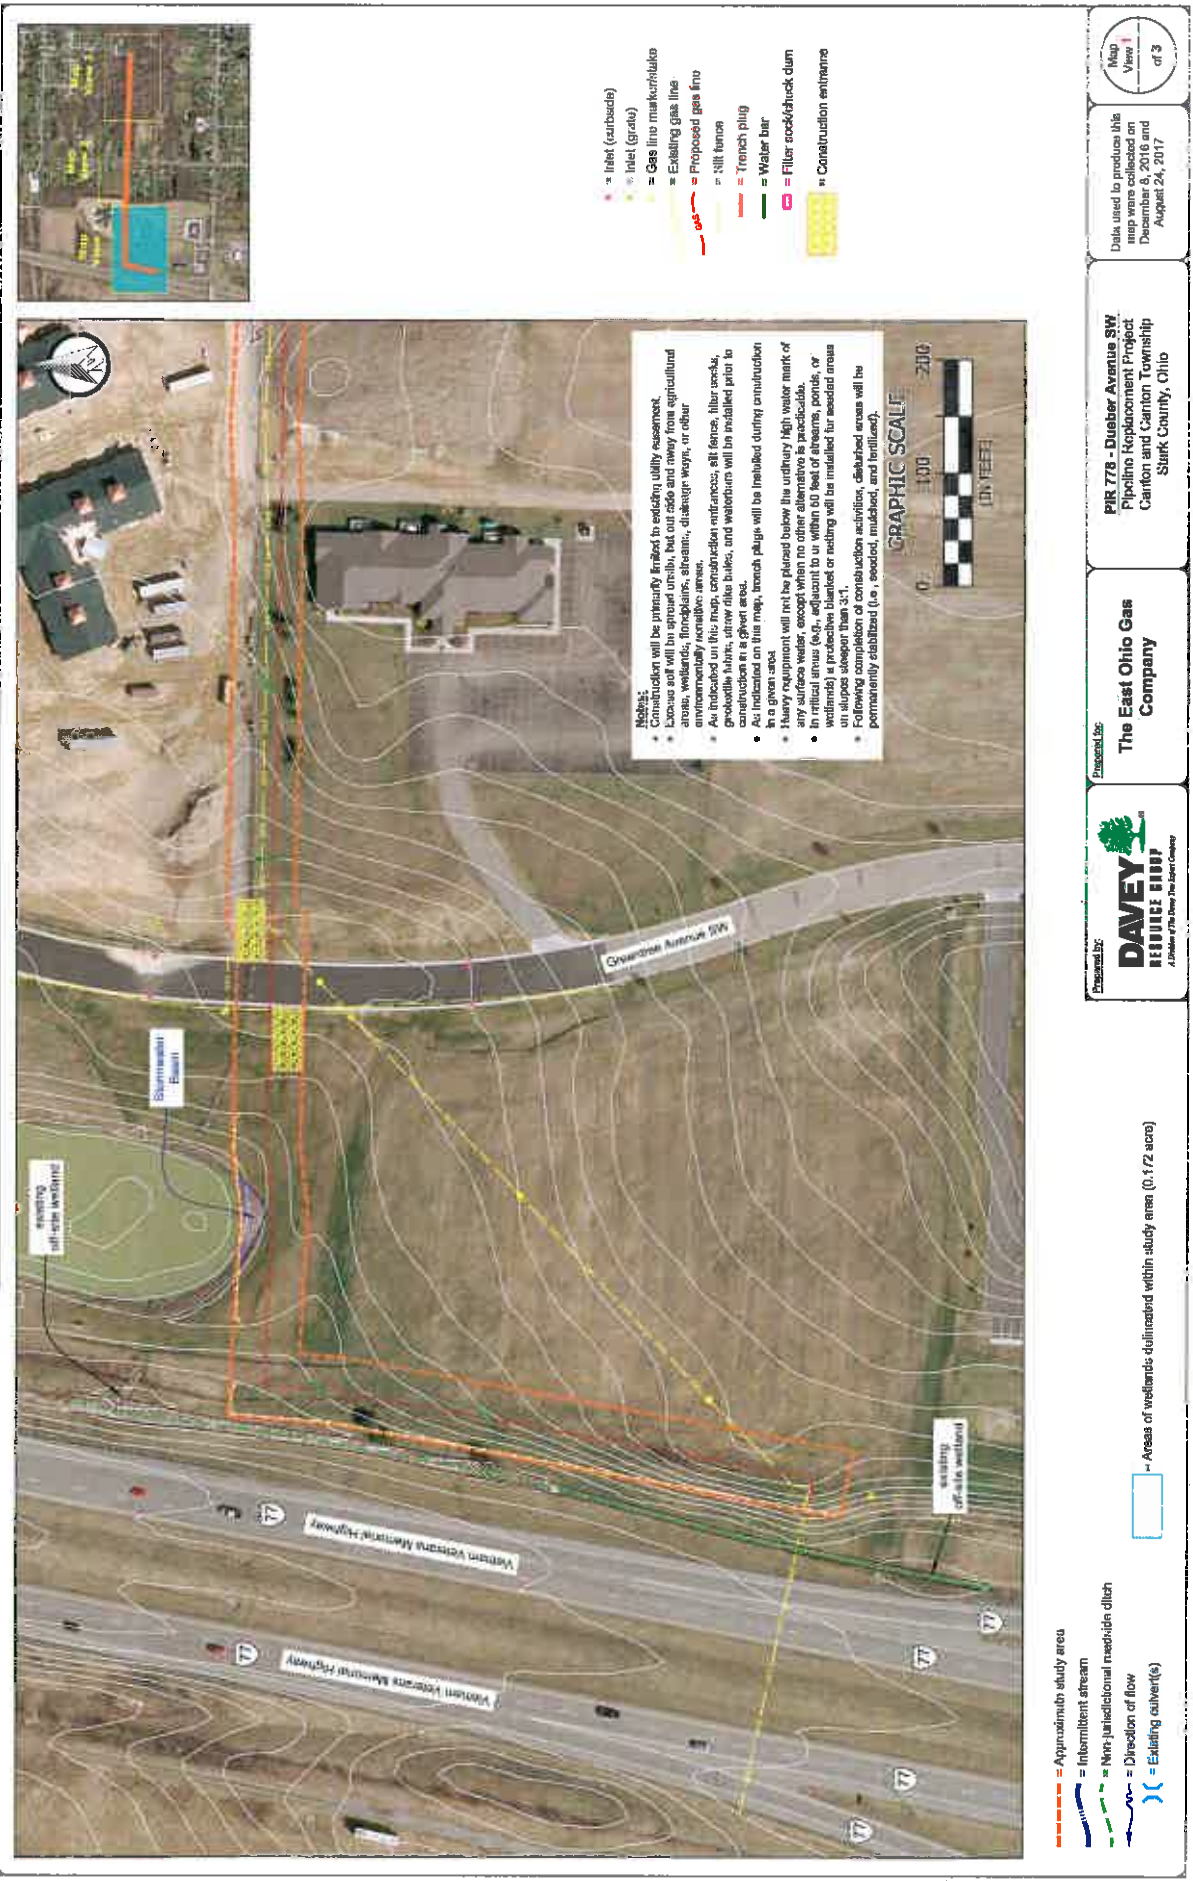 Map
View 1
of 3
Data used to produce this
map were collected on
December 8, 2016 and
August 24, 2017
PIR 778 - Dueber Avenue SW
Pipeline Replacement Project
Canton and Canton Township
Stark County, Ohio
Prepared for:
The East Ohio Gas
Company
Prepared by:
DAVEY
RESOURCE GROUP
A Division of The Davey Tree Expert Company
= Inlet (curbside)
= Inlet (grate)
= Gas line marker/stake
= Existing gas line
GAS = Proposed gas line
= Silt fence
= Trench plug
= Water bar
= Filter sock/check dam
= Construction entrance
Notes:
• Construction will be primarily limited to existing utility easement.
• Excess soil will be spread onsite, but out side and away from agricultural
areas, wetlands, floodplains, streams, drainage ways, or other
environmentally sensitive areas.
• As indicated on this map, construction entrances, silt fence, filter socks,
geotextile fabric, straw dike bales, and waterbars will be installed prior to
construction in a given area.
• As indicated on this map, trench plugs will be installed during construction
in a given area
• Heavy equipment will not be placed below the ordinary high water mark of
any surface water, except when no other alternative is practicable.
• In critical areas (e.g., adjacent to or within 50 feet of streams, ponds, or
wetlands) a protective blanket or netting will be installed for seeded areas
on slopes steeper than 3:1.
• Following completion of construction activities, disturbed areas will be
permanently stabilized (i.e., seeded, mulched, and fertilized).
GRAPHIC SCALE
0 100 200
(IN FEET)
Greentree Avenue SW
Stormwater
Basin
existing
off-site wetland
existing
off-site wetland
Vietnam Veterans Memorial Highway
Vietnam Veterans Memorial Highway
77
77
77
77
77
77
= Areas of wetlands delineated within study area (0.172 acre)
= Approximate study area
= Intermittent stream
= Non-jurisdictional roadside ditch
= Direction of flow
= Existing culvert(s)